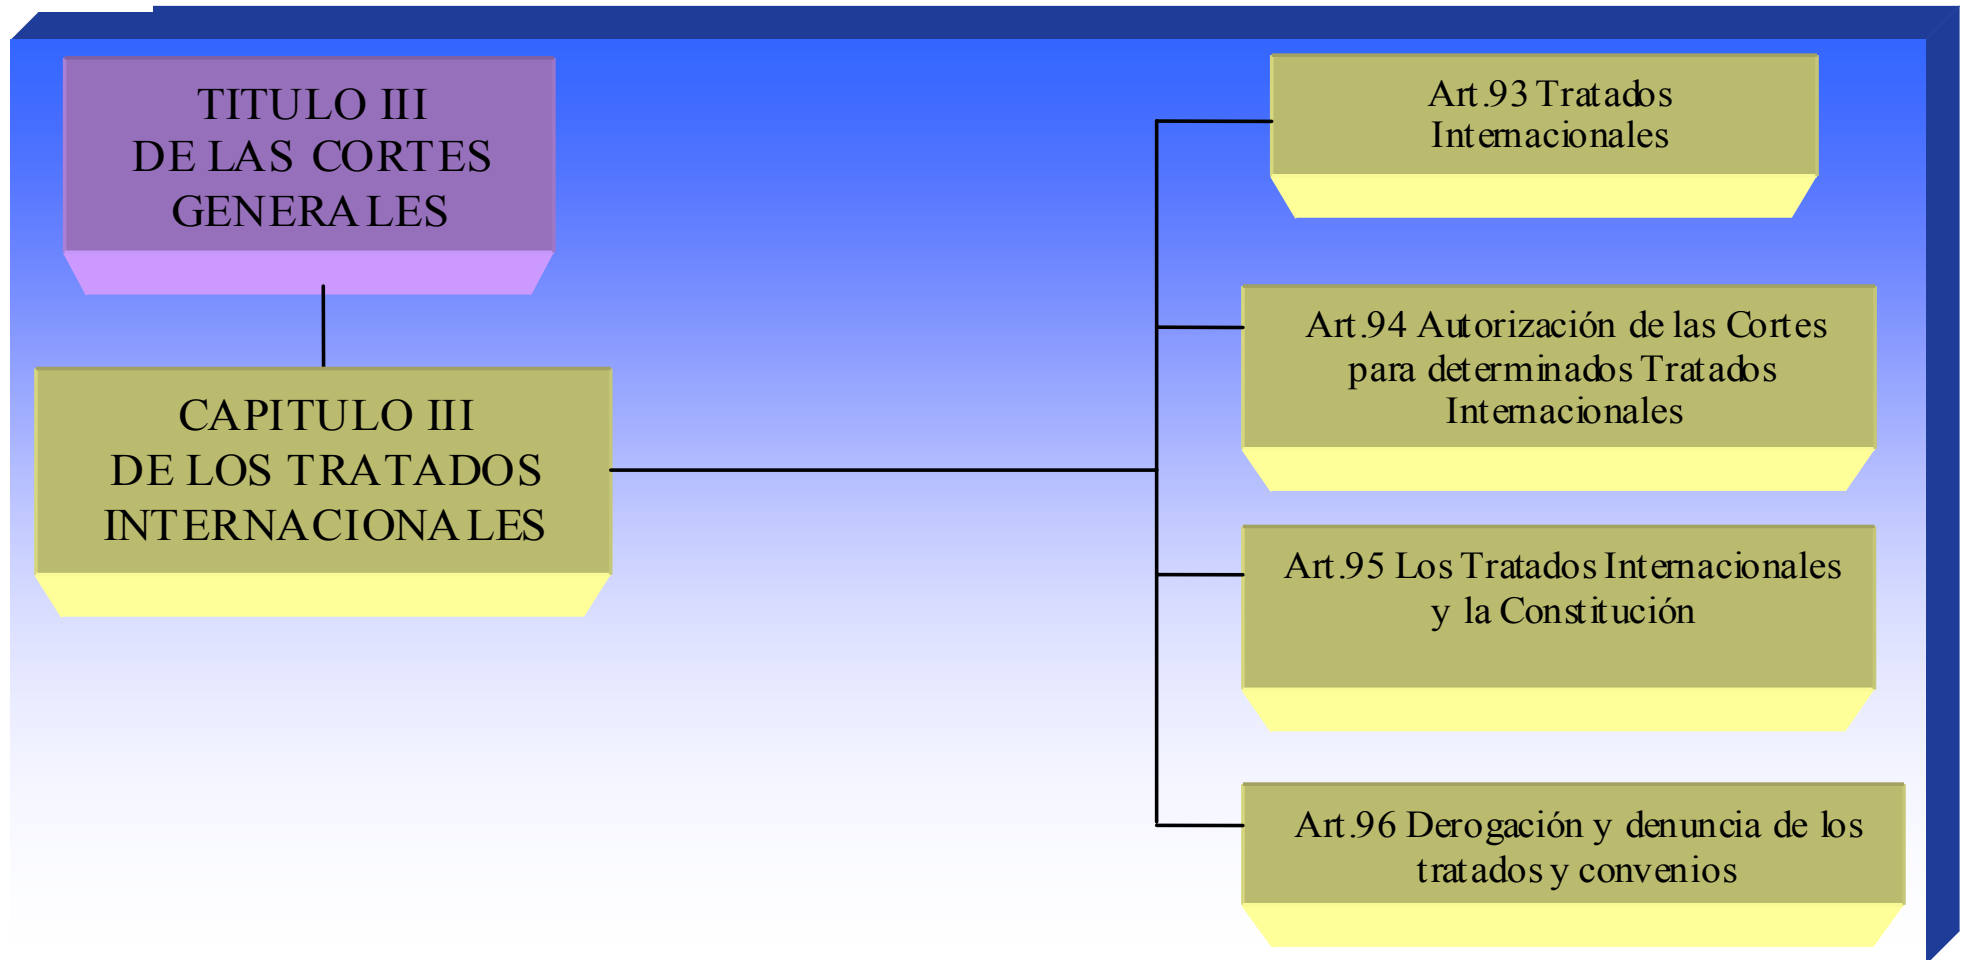 TITULO III
DE LAS CORTES
GENERALES
CAPITULO III
DE LOS TRATADOS
INTERNACIONALES
Art.93 Tratados
Internacionales
Art.94 Autorización de las Cortes
para determinados Tratados
Internacionales
Art.95 Los Tratados Internacionales
y la Constitución
Art.96 Derogación y denuncia de los
tratados y convenios